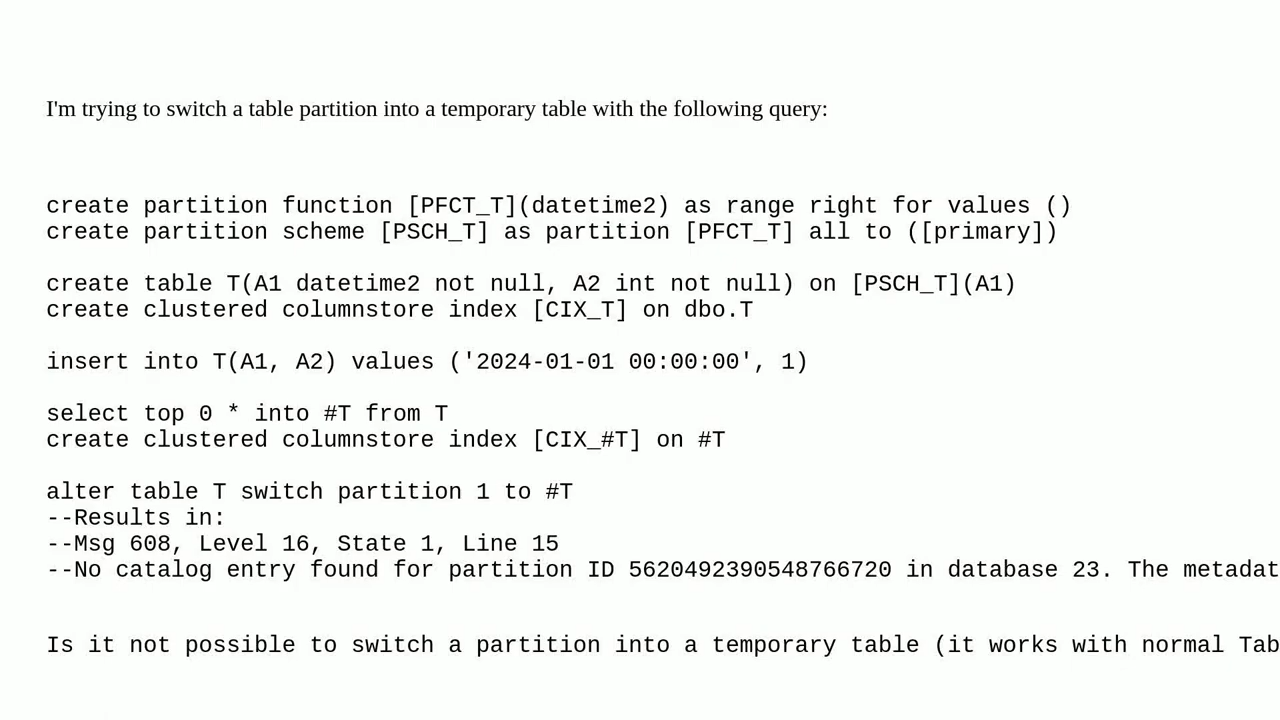 I'm trying to switch a table partition into a temporary table with the following query:
create partition function [PFCT_T](datetime2) as range right for values ()
create partition scheme [PSCH_T] as partition [PFCT_T] all to ([primary])
create table T(A1 datetime2 not null, A2 int not null) on [PSCH_T](A1)
create clustered columnstore index [CIX_T] on dbo.T
insert into T(A1, A2) values ('2024-01-01 00:00:00', 1)
select top 0 * into #T from T
create clustered columnstore index [CIX_#T] on #T
alter table T switch partition 1 to #T
--Results in:
--Msg 608, Level 16, State 1, Line 15
--No catalog entry found for partition ID 5620492390548766720 in database 23. The metadat
Is it not possible to switch a partition into a temporary table (it works with normal Tab